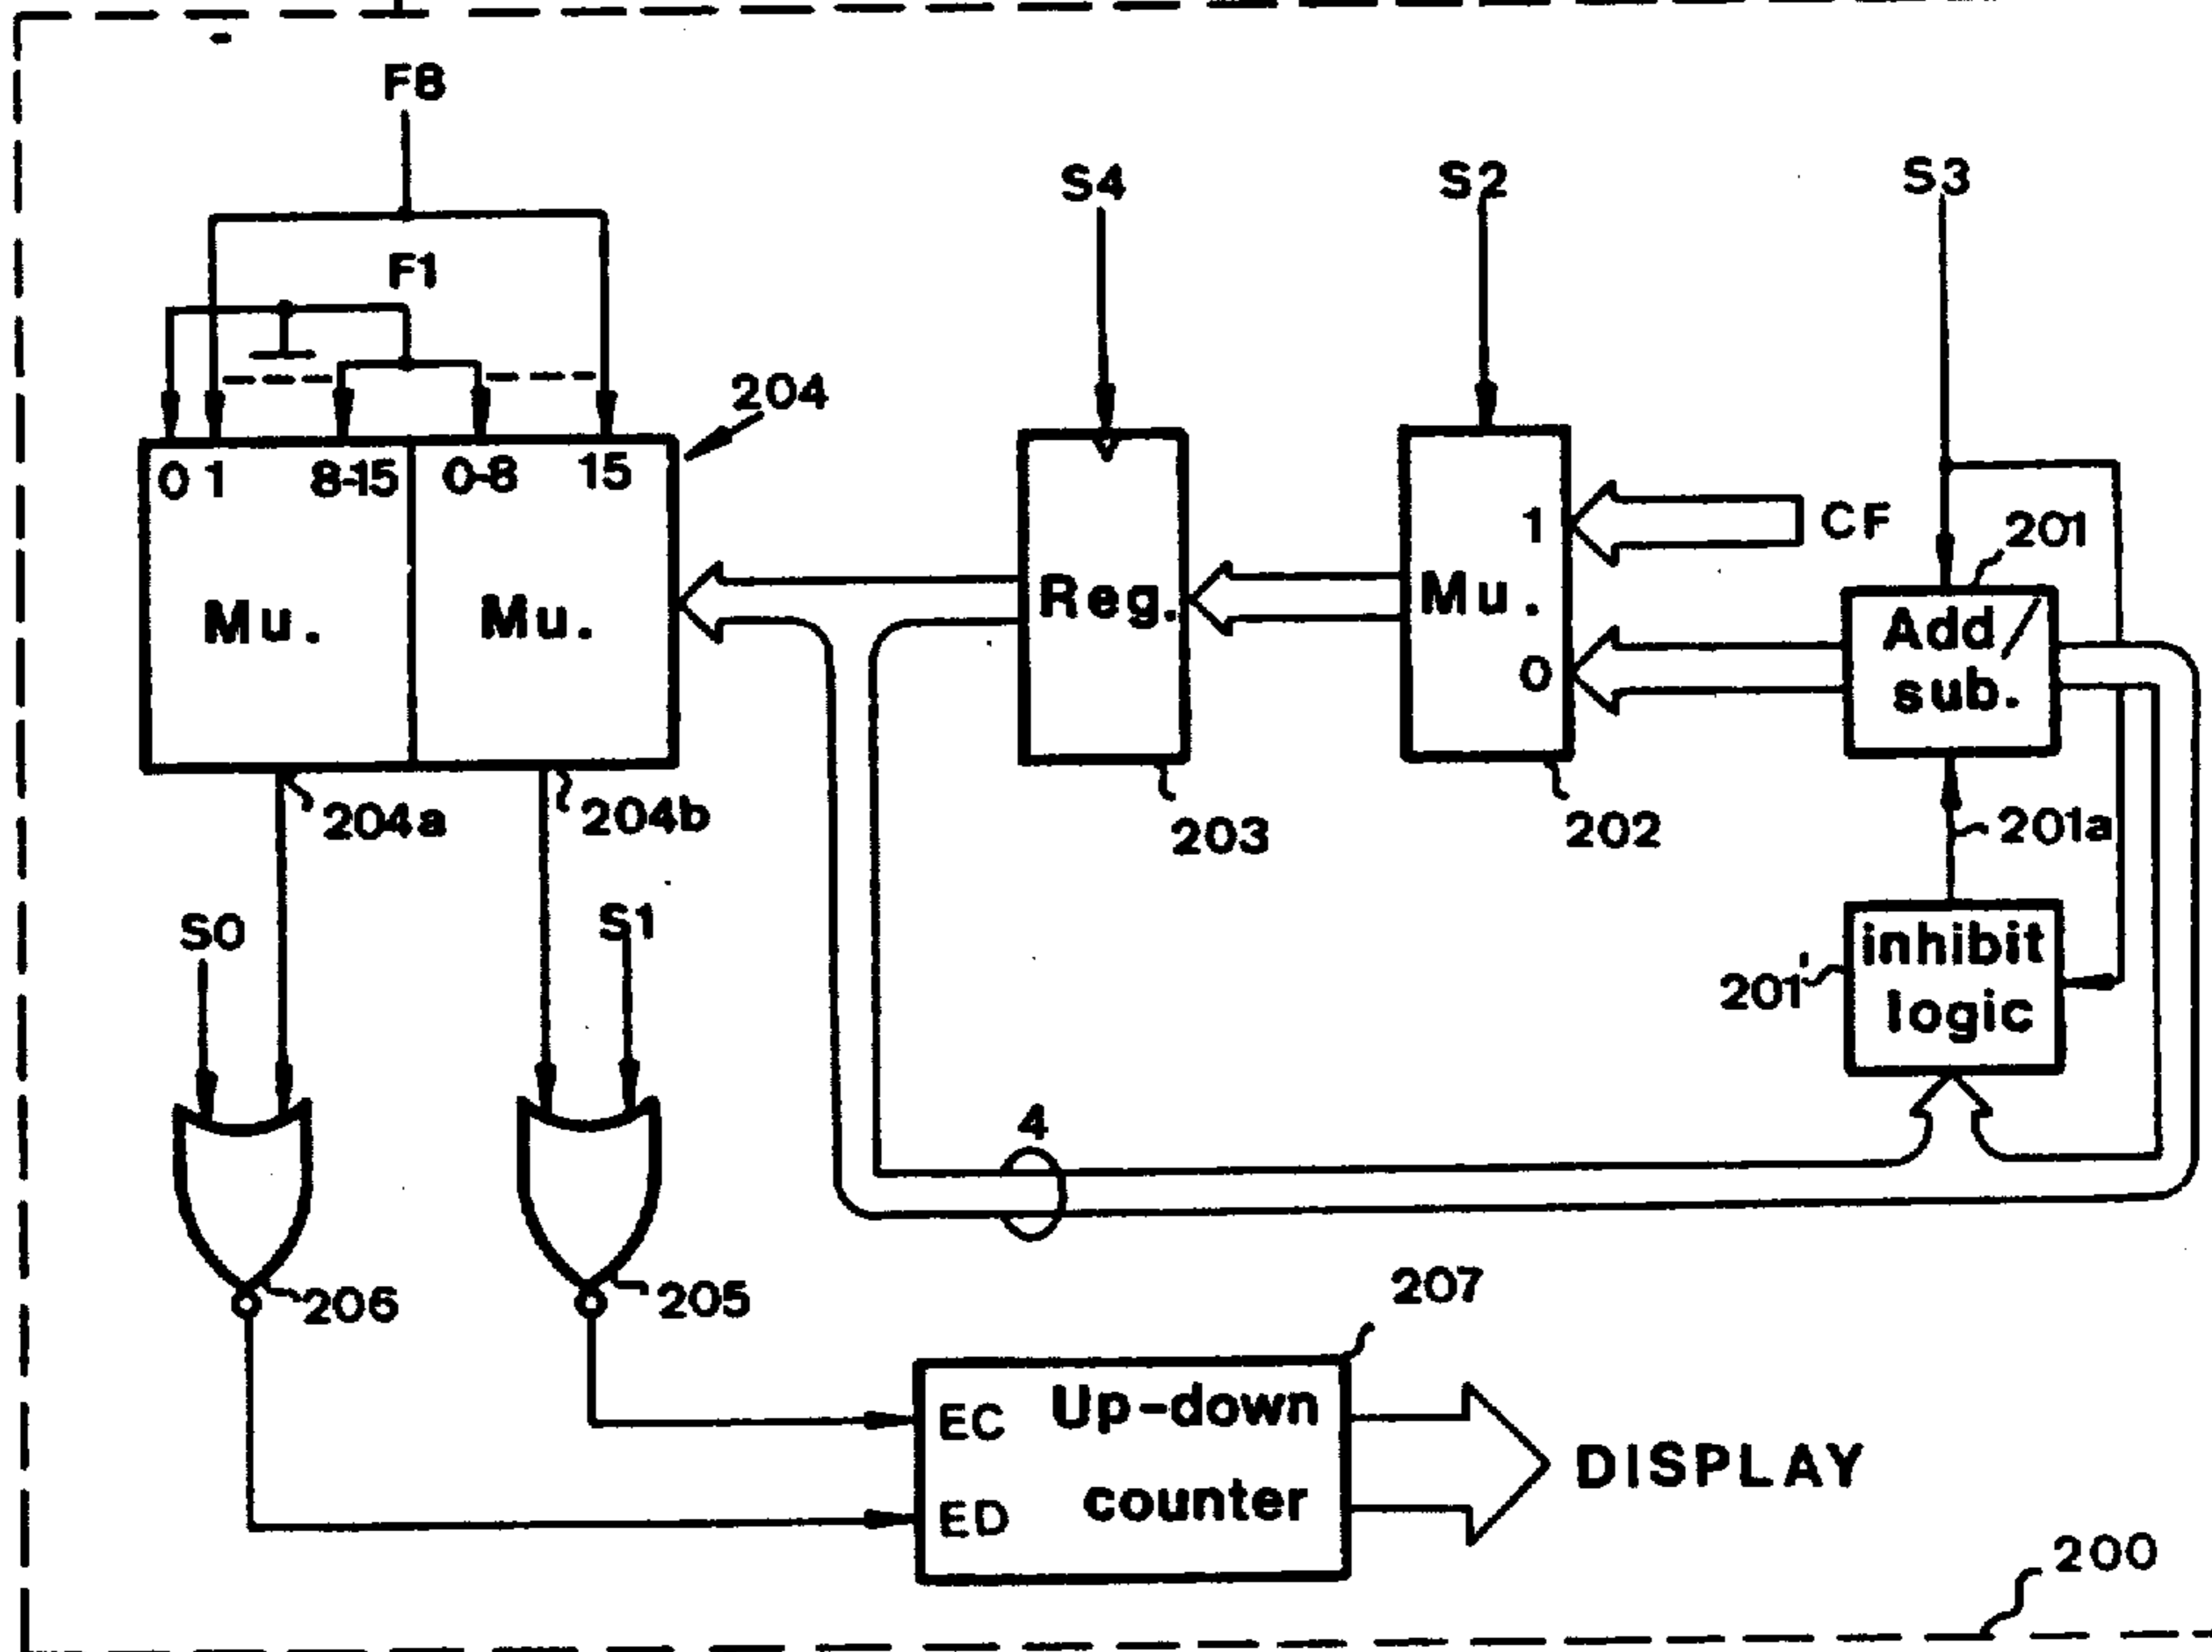 F8
F1
S4
S2
S3
204
0 1
8-15
0-8
15
Mu.
Mu.
Reg.
1
CF
Mu.
0
201
Add/
sub.
204a
204b
203
202
201a
S0
S1
inhibit
logic
201'
4
206
205
207
EC
Up-down
counter
ED
DISPLAY
200